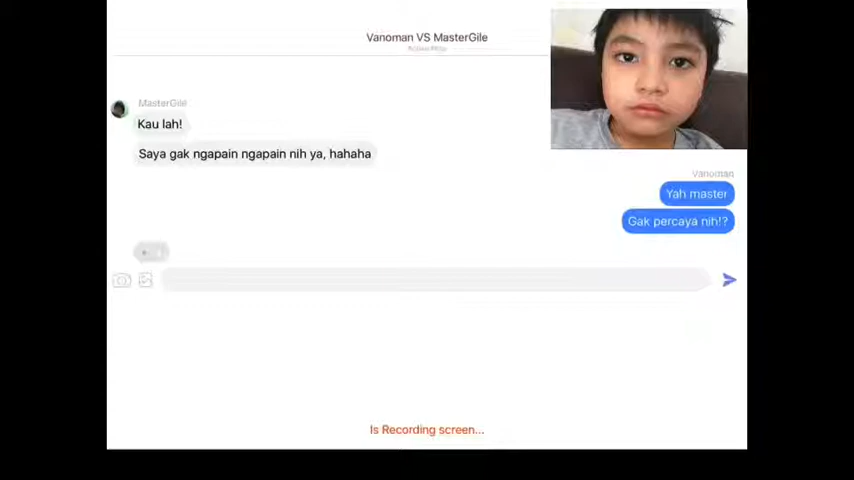 Vanoman VS MasterGile
MasterGile
Kau lah!
Saya gak ngapain ngapain nih ya, hahaha
Vanoman
Yah master
Gak percaya nih!?
Is Recording screen...